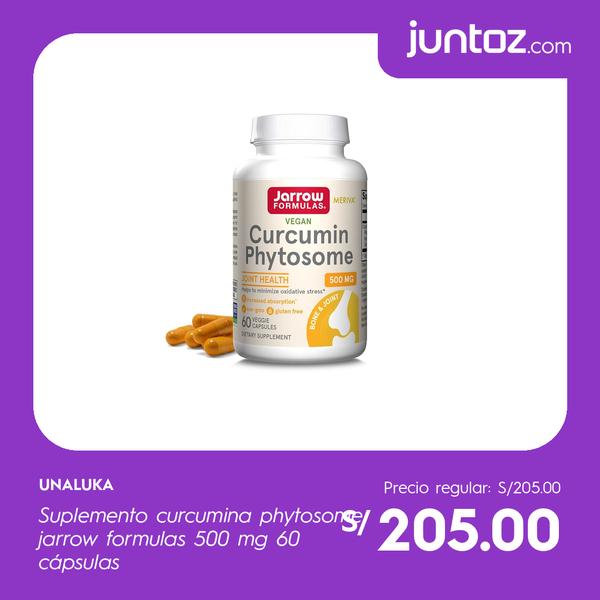 juntoz.com
Jarrow
FORMULAS®
MERIVA®
VEGAN
Curcumin
Phytosome
JOINT HEALTH
500 MG
Helps to minimize oxidative stress*
increased absorption*
non-gmo gluten free
BONE & JOINT
60 VEGGIE
CAPSULES
DIETARY SUPPLEMENT
UNALUKA
Precio regular: S/205.00
Suplemento curcumina phytosome
jarrow formulas 500 mg 60
cápsulas
S/ 205.00